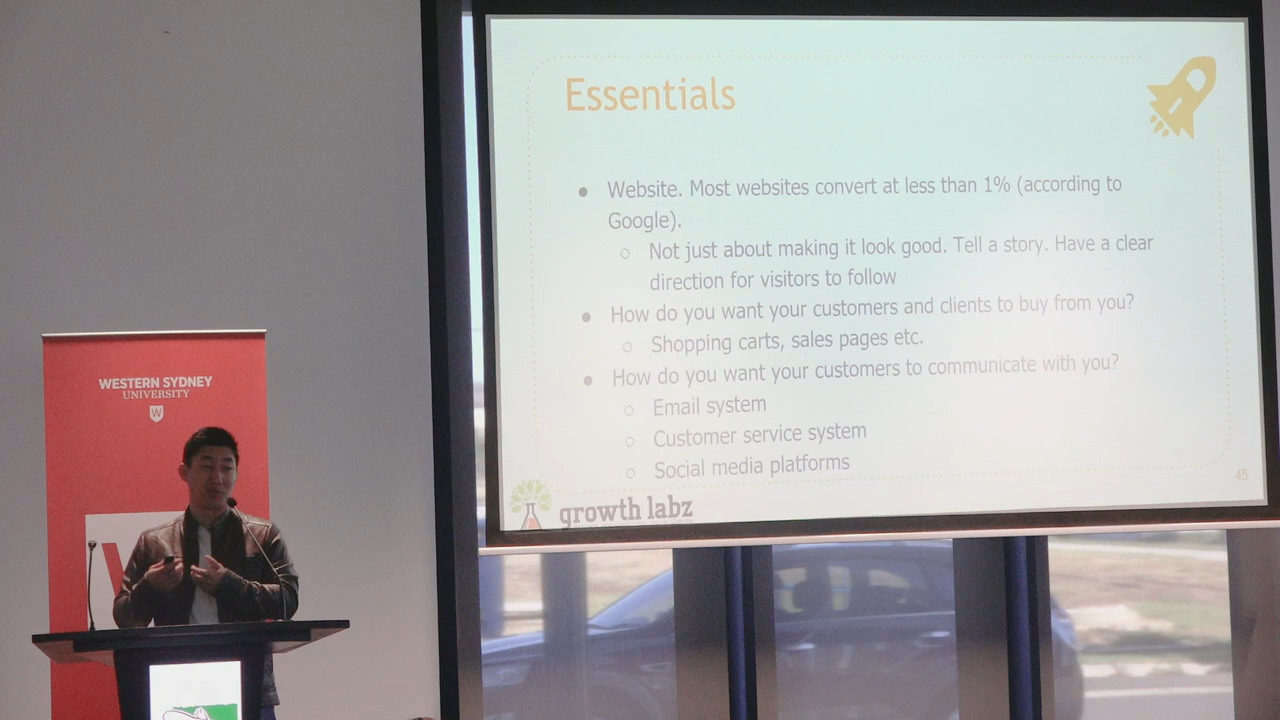 Essentials
● Website. Most websites convert at less than 1% (according to
Google).
○ Not just about making it look good. Tell a story. Have a clear
direction for visitors to follow
● How do you want your customers and clients to buy from you?
○ Shopping carts, sales pages etc.
● How do you want your customers to communicate with you?
○ Email system
○ Customer service system
○ Social media platforms
45
growth labz
WESTERN SYDNEY
UNIVERSITY
W